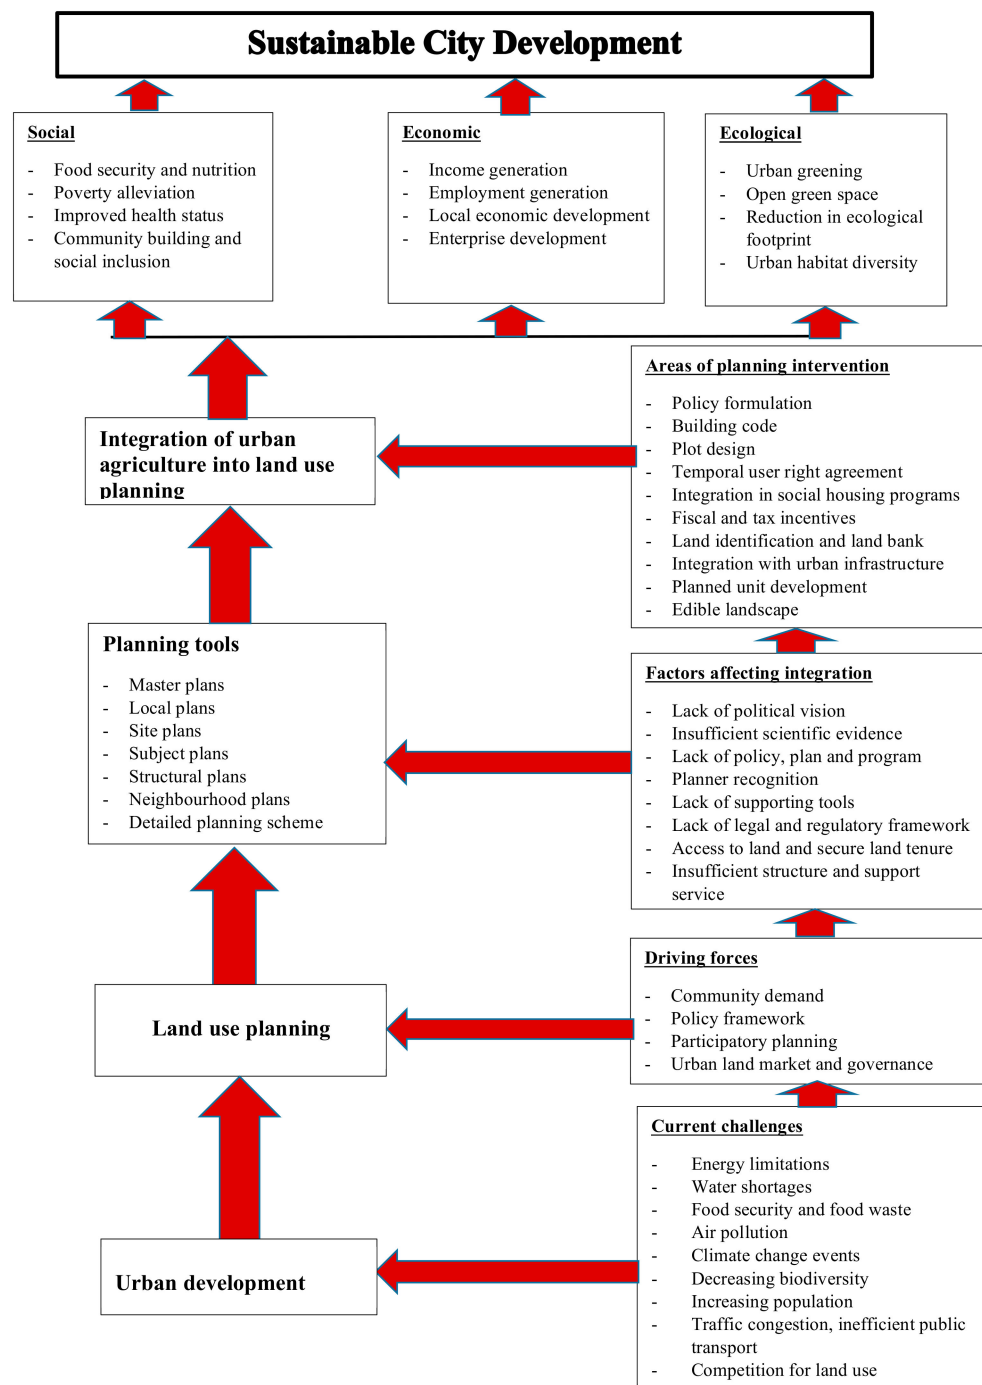 Sustainable City Development
Social
- Food security and nutrition
- Poverty alleviation
- Improved health status
- Community building and
social inclusion
Economic
- Income generation
- Employment generation
- Local economic development
- Enterprise development
Ecological
- Urban greening
- Open green space
- Reduction in ecological
footprint
- Urban habitat diversity
Integration of urban
agriculture into land use
planning
Areas of planning intervention
- Policy formulation
- Building code
- Plot design
- Temporal user right agreement
- Integration in social housing programs
- Fiscal and tax incentives
- Land identification and land bank
- Integration with urban infrastructure
- Planned unit development
- Edible landscape
Planning tools
- Master plans
- Local plans
- Site plans
- Subject plans
- Structural plans
- Neighbourhood plans
- Detailed planning scheme
Factors affecting integration
- Lack of political vision
- Insufficient scientific evidence
- Lack of policy, plan and program
- Planner recognition
- Lack of supporting tools
- Lack of legal and regulatory framework
- Access to land and secure land tenure
- Insufficient structure and support
service
Land use planning
Driving forces
- Community demand
- Policy framework
- Participatory planning
- Urban land market and governance
Urban development
Current challenges
- Energy limitations
- Water shortages
- Food security and food waste
- Air pollution
- Climate change events
- Decreasing biodiversity
- Increasing population
- Traffic congestion, inefficient public
transport
- Competition for land use